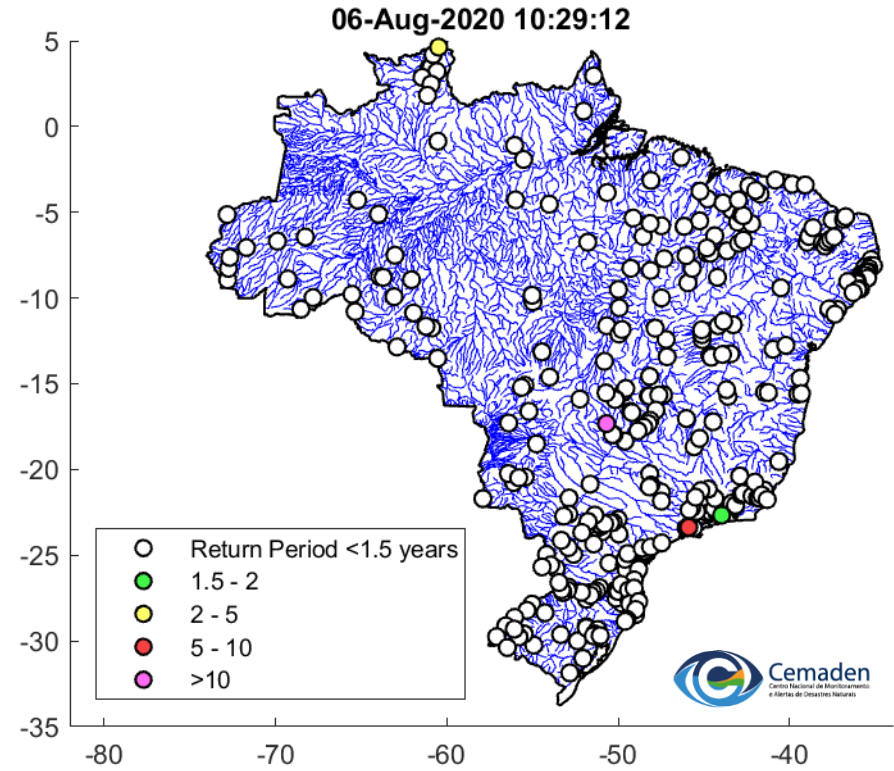 06-Aug-2020 10:29:12
5
0
-5
-10
-15
-20
-25
-30
-35
-80
-70
-60
-50
-40
Return Period <1.5 years
1.5 - 2
2 - 5
5 - 10
>10
Cemaden
Centro Nacional de Monitoramento
e Alertas de Desastres Naturais